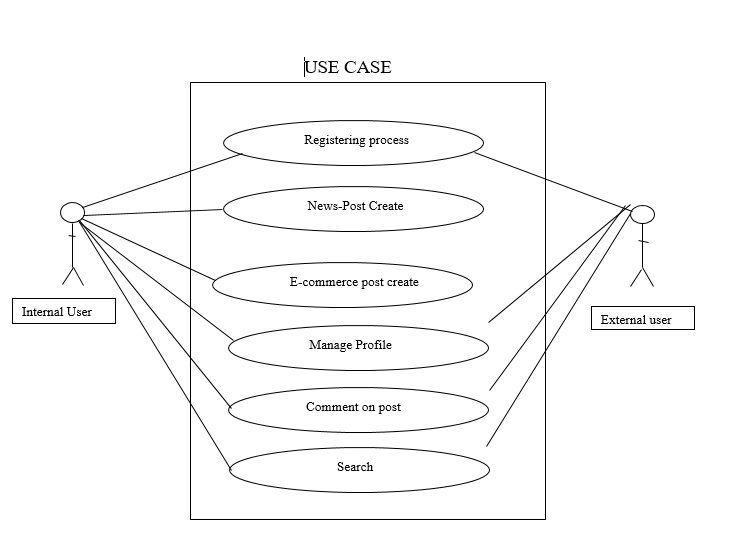 USE CASE
Registering process
News-Post Create
E-commerce post create
Internal User
External user
Manage Profile
Comment on post
Search